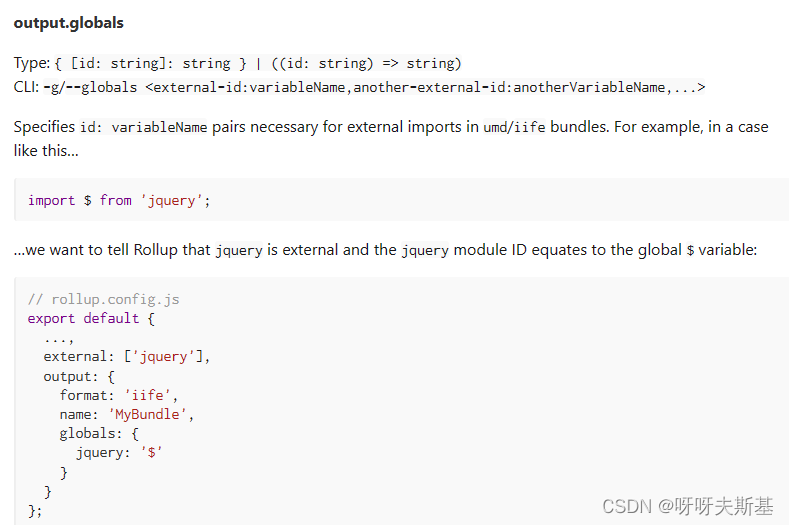 output.globals
Type: { [id: string]: string } | ((id: string) => string)
CLI: -g/--globals <external-id:variableName,another-external-id:anotherVariableName,...>
Specifies id: variableName pairs necessary for external imports in umd/iife bundles. For example, in a case
like this...
import $ from 'jquery';
...we want to tell Rollup that jquery is external and the jquery module ID equates to the global $ variable:
// rollup.config.js
export default {
  ...,
  external: ['jquery'],
  output: {
    format: 'iife',
    name: 'MyBundle',
    globals: {
      jquery: '$'
    }
  }
};
CSDN @呀呀夫斯基